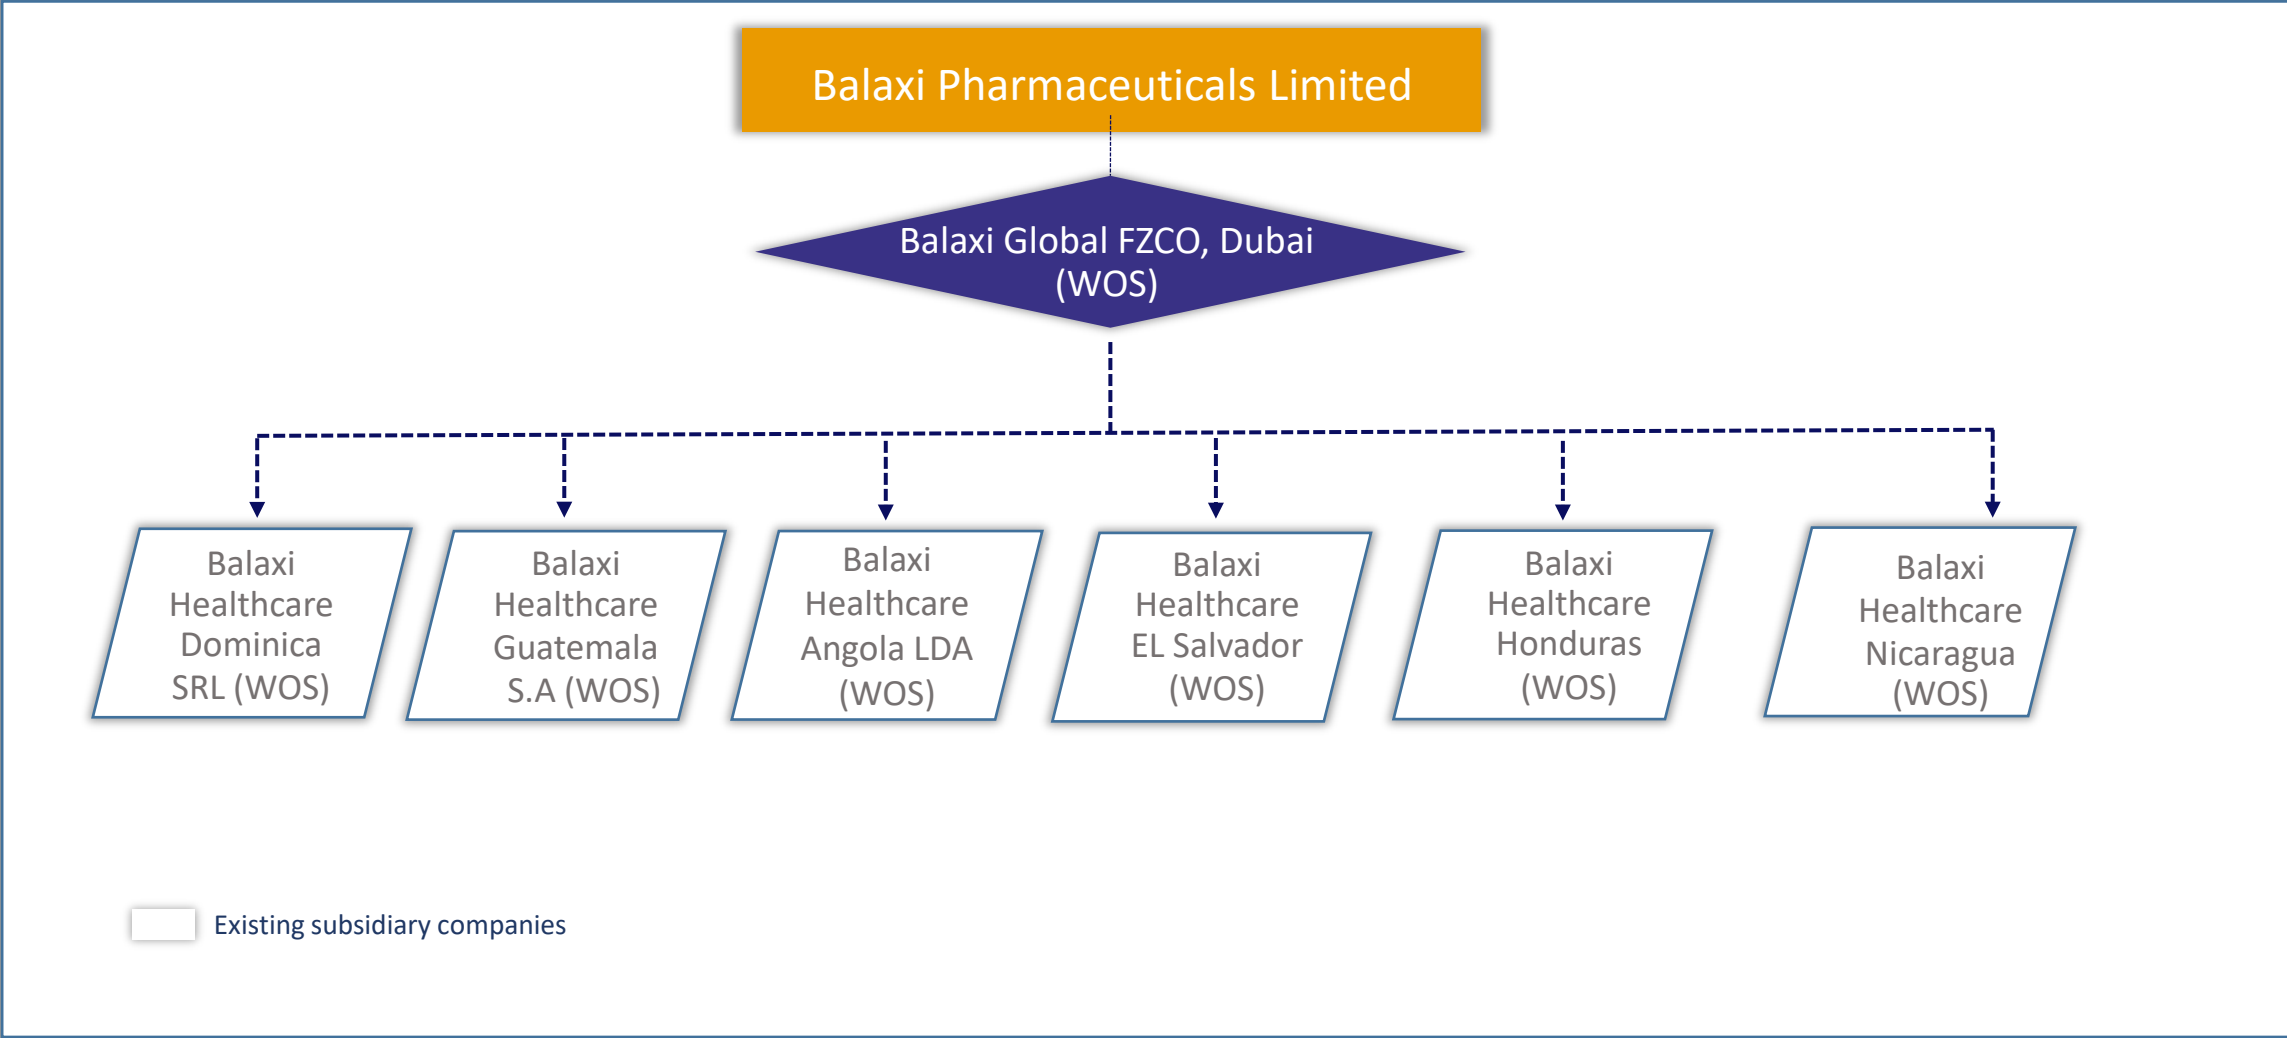 Balaxi Pharmaceuticals Limited
Balaxi Global FZCO, Dubai
(WOS)
Balaxi
Healthcare
Dominica
SRL (WOS)
Balaxi
Healthcare
Guatemala
S.A (WOS)
Balaxi
Healthcare
Angola LDA
(WOS)
Balaxi
Healthcare
EL Salvador
(WOS)
Balaxi
Healthcare
Honduras
(WOS)
Balaxi
Healthcare
Nicaragua
(WOS)
Existing subsidiary companies